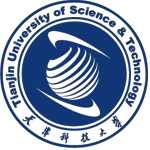 Tianjin University of Science & Technology
天津科技大学